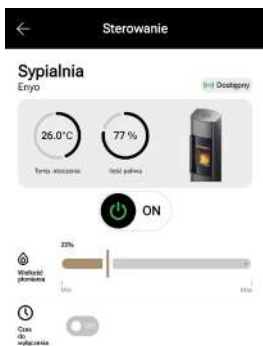 Sterowanie
Sypialnia
Enyo
Dostępny
26.0°C
77 %
Temp. otoczenia
Ilość paliwa
ON
23%
Wielkość
płomienia
Min
Max
Czas
do
wyłączenia